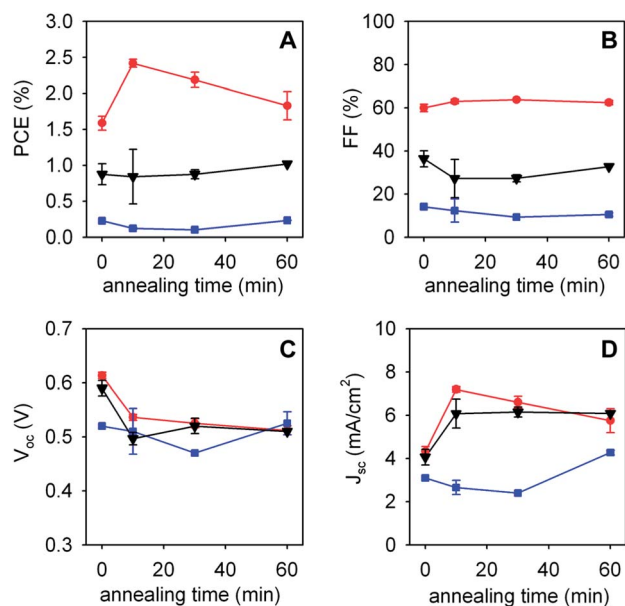 A
PCE (%)
3.0
2.5
2.0
1.5
1.0
0.5
0.0
0 20 40 60
annealing time (min)
B
FF (%)
100
80
60
40
20
0
0 20 40 60
annealing time (min)
C
Voc (V)
0.7
0.6
0.5
0.4
0.3
0 20 40 60
annealing time (min)
D
Jsc (mA/cm²)
10
8
6
4
2
0
0 20 40 60
annealing time (min)